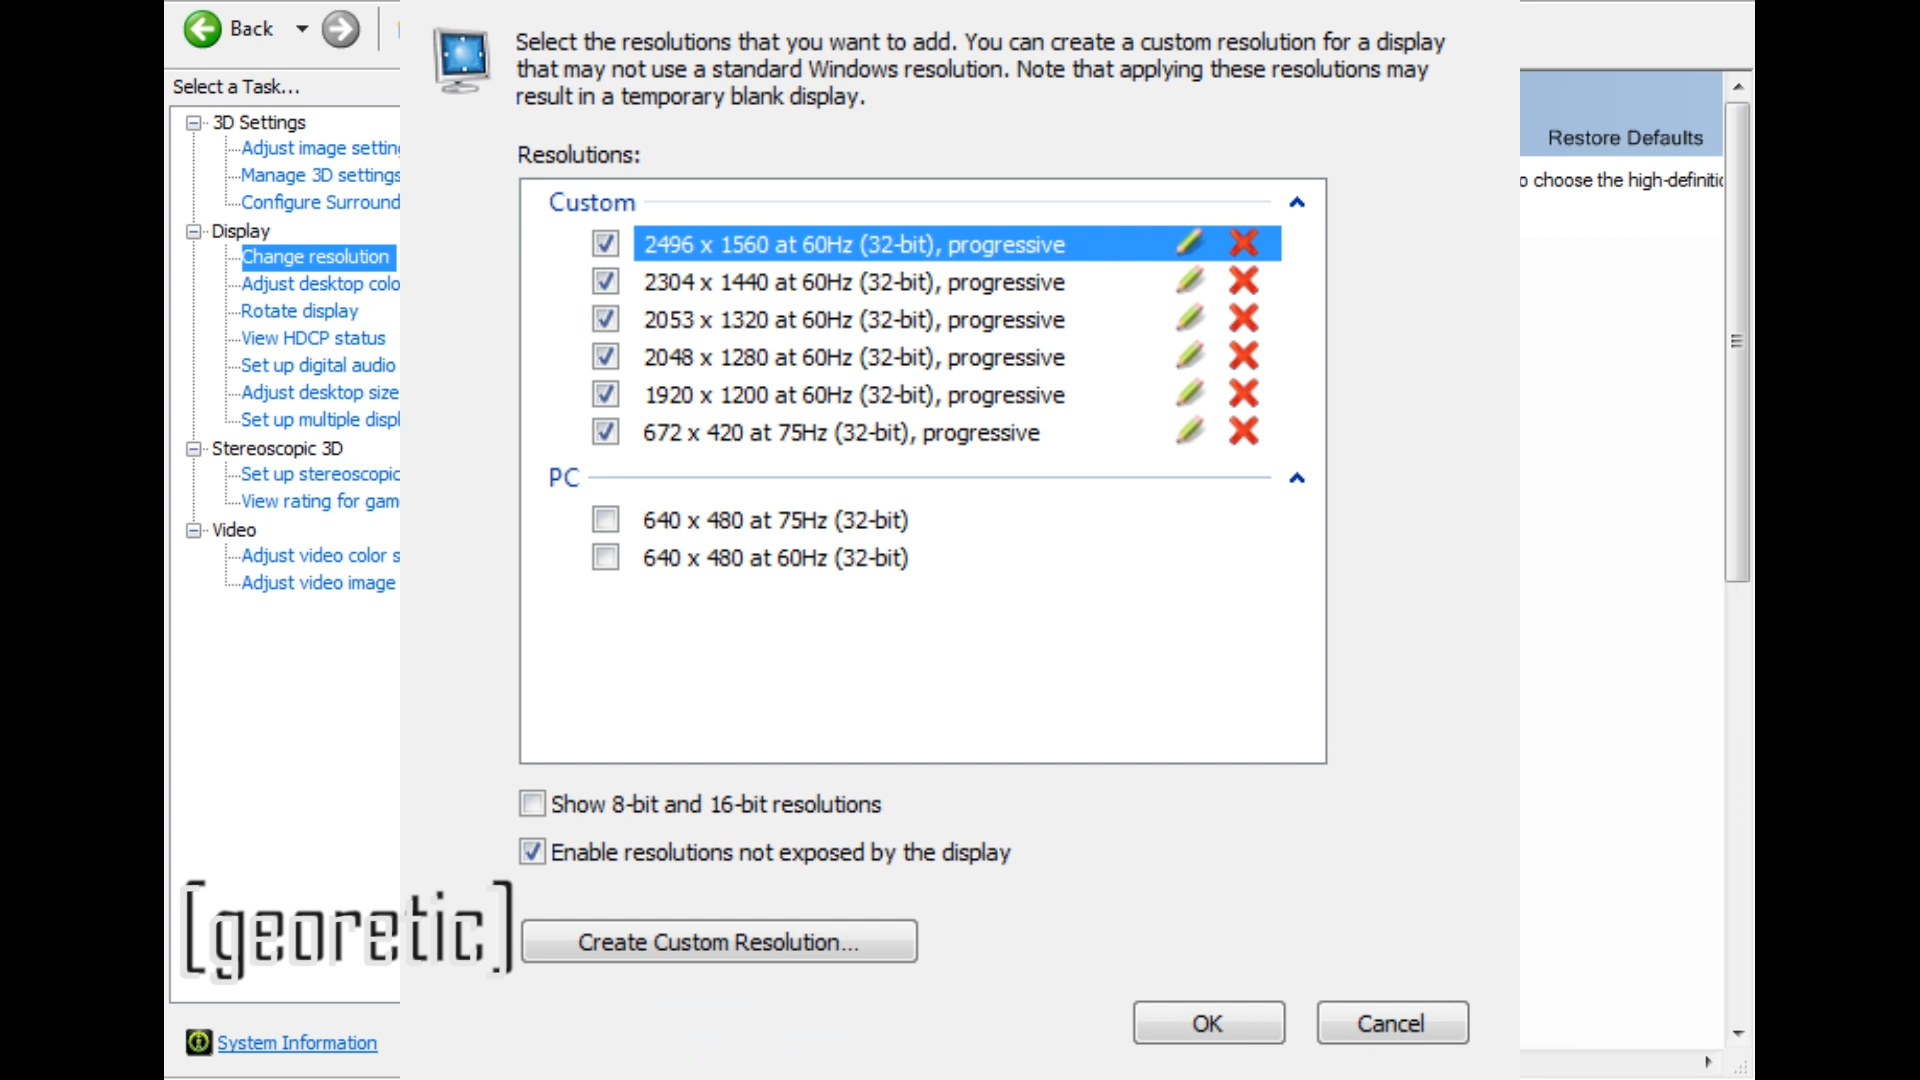 Back
Select a Task...
3D Settings
Adjust image setting
Manage 3D settings
Configure Surround
Display
Change resolution
Adjust desktop colo
Rotate display
View HDCP status
Set up digital audio
Adjust desktop size
Set up multiple displ
Stereoscopic 3D
Set up stereoscopic
View rating for gam
Video
Adjust video color s
Adjust video image
System Information
[georetic]
Select the resolutions that you want to add. You can create a custom resolution for a display
that may not use a standard Windows resolution. Note that applying these resolutions may
result in a temporary blank display.
Resolutions:
Custom
2496 x 1560 at 60Hz (32-bit), progressive
2304 x 1440 at 60Hz (32-bit), progressive
2053 x 1320 at 60Hz (32-bit), progressive
2048 x 1280 at 60Hz (32-bit), progressive
1920 x 1200 at 60Hz (32-bit), progressive
672 x 420 at 75Hz (32-bit), progressive
PC
640 x 480 at 75Hz (32-bit)
640 x 480 at 60Hz (32-bit)
Show 8-bit and 16-bit resolutions
Enable resolutions not exposed by the display
Create Custom Resolution...
OK
Cancel
Restore Defaults
o choose the high-definitio